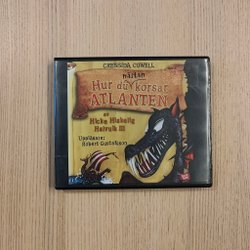 CRESSIDA COWELL
NÄSTAN
Hur du korsar
ATLANTEN
av
Hicke Hiskelig
Halvulk III
Uppläsare:
Robert Gustafsson